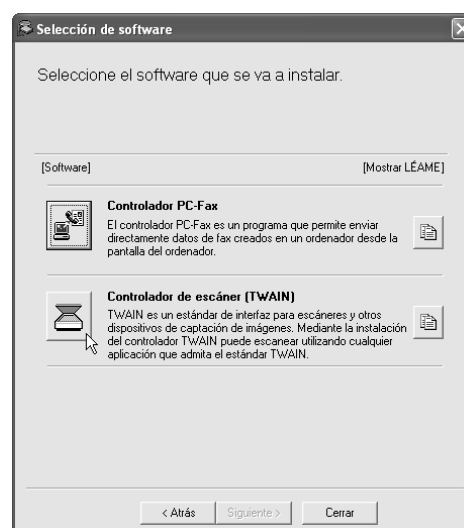 Selección de software
Seleccione el software que se va a instalar.
[Software] [Mostrar LÉAME]
Controlador PC-Fax
El controlador PC-Fax es un programa que permite enviar
directamente datos de fax creados en un ordenador desde la
pantalla del ordenador.
Controlador de escáner (TWAIN)
TWAIN es un estándar de interfaz para escáneres y otros
dispositivos de captación de imágenes. Mediante la instalación
del controlador TWAIN puede escanear utilizando cualquier
aplicación que admita el estándar TWAIN.
< Atrás Siguiente > Cerrar